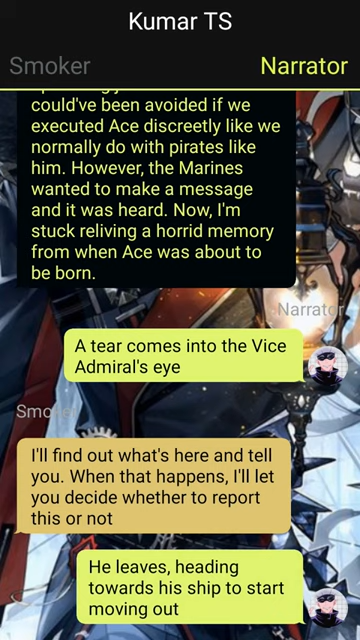 Kumar TS
Smoker
Narrator
could've been avoided if we
executed Ace discreetly like we
normally do with pirates like
him. However, the Marines
wanted to make a message
and it was heard. Now, I'm
stuck reliving a horrid memory
from when Ace was about to
be born.
Narrator
A tear comes into the Vice
Admiral's eye
Smoker
I'll find out what's here and tell
you. When that happens, I'll let
you decide whether to report
this or not
He leaves, heading
towards his ship to start
moving out